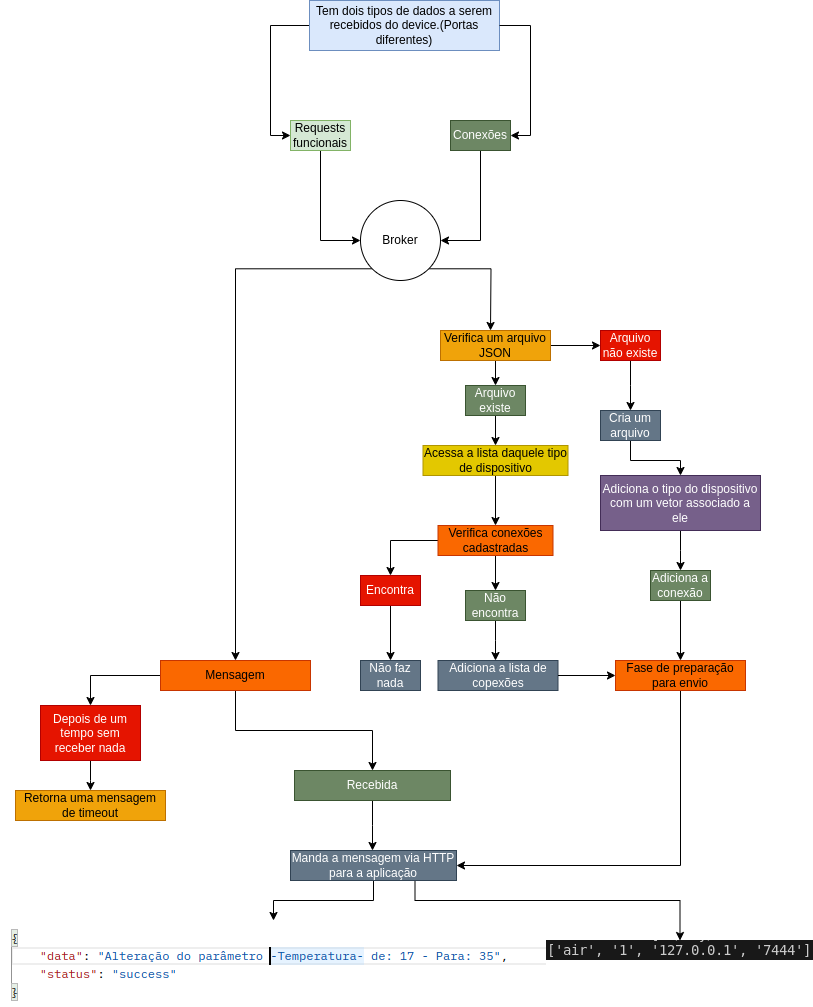 Tem dois tipos de dados a serem
recebidos do device.(Portas
diferentes)
Requests
funcionais
Conexões
Broker
Verifica um arquivo
JSON
Arquivo
não existe
Arquivo
existe
Cria um
arquivo
Acessa a lista daquele tipo
de dispositivo
Adiciona o tipo do dispositivo
com um vetor associado a
ele
Verifica conexões
cadastradas
Encontra
Não
encontra
Adiciona a
conexão
Mensagem
Não faz
nada
Adiciona a lista de
copexões
Fase de preparação
para envio
Depois de um
tempo sem
receber nada
Recebida
Retorna uma mensagem
de timeout
Manda a mensagem via HTTP
para a aplicação
{
"data": "Alteração do parâmetro -Temperatura- de: 17 - Para: 35",
"status": "success"
}
['air', '1', '127.0.0.1', '7444']